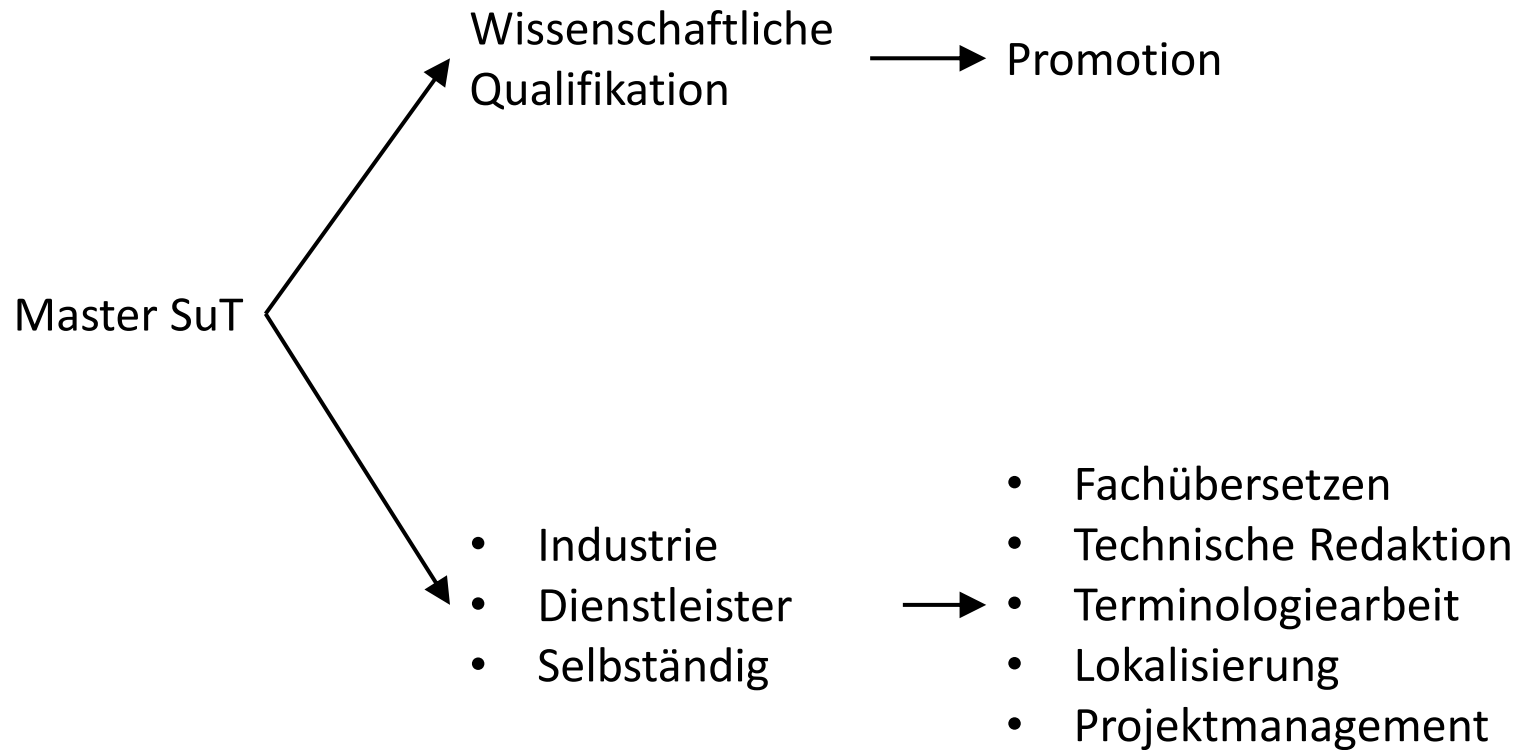 Wissenschaftliche
Qualifikation
Promotion
Master SuT
• Industrie
• Dienstleister
• Selbständig
• Fachübersetzen
• Technische Redaktion
• Terminologiearbeit
• Lokalisierung
• Projektmanagement